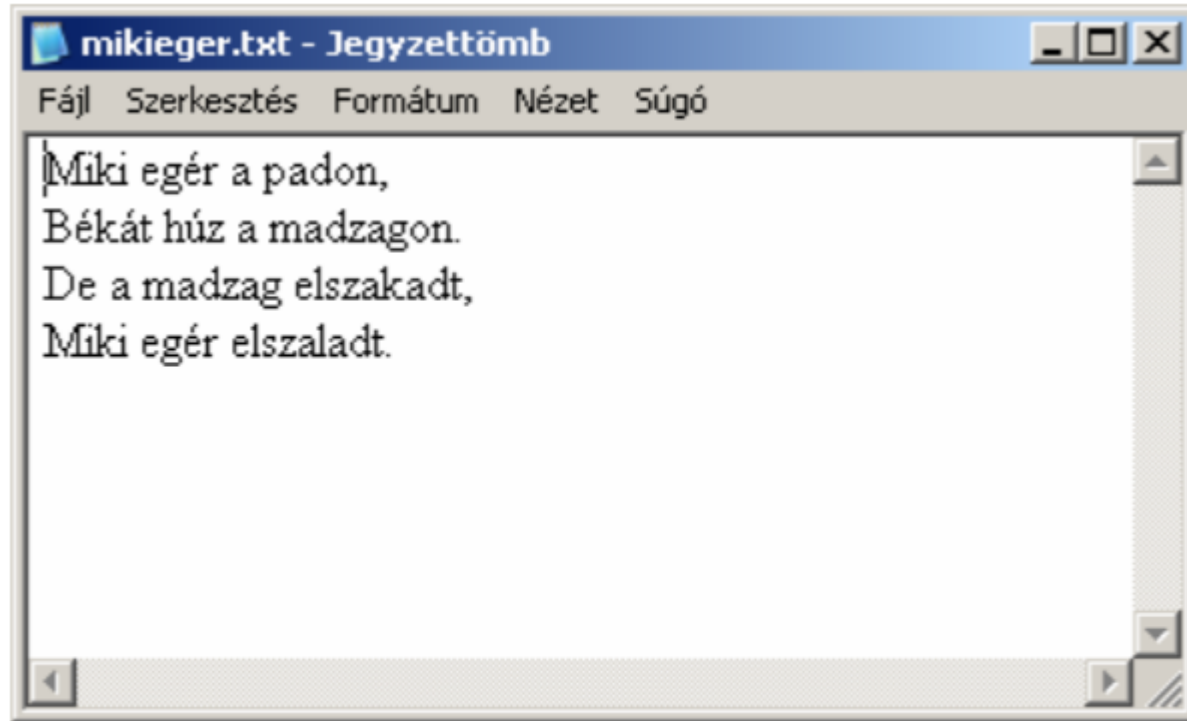 mikieger.txt - Jegyzettömb
Fájl Szerkesztés Formátum Nézet Súgó
Miki egér a padon,
Békát húz a madzagon.
De a madzag elszakadt,
Miki egér elszaladt.